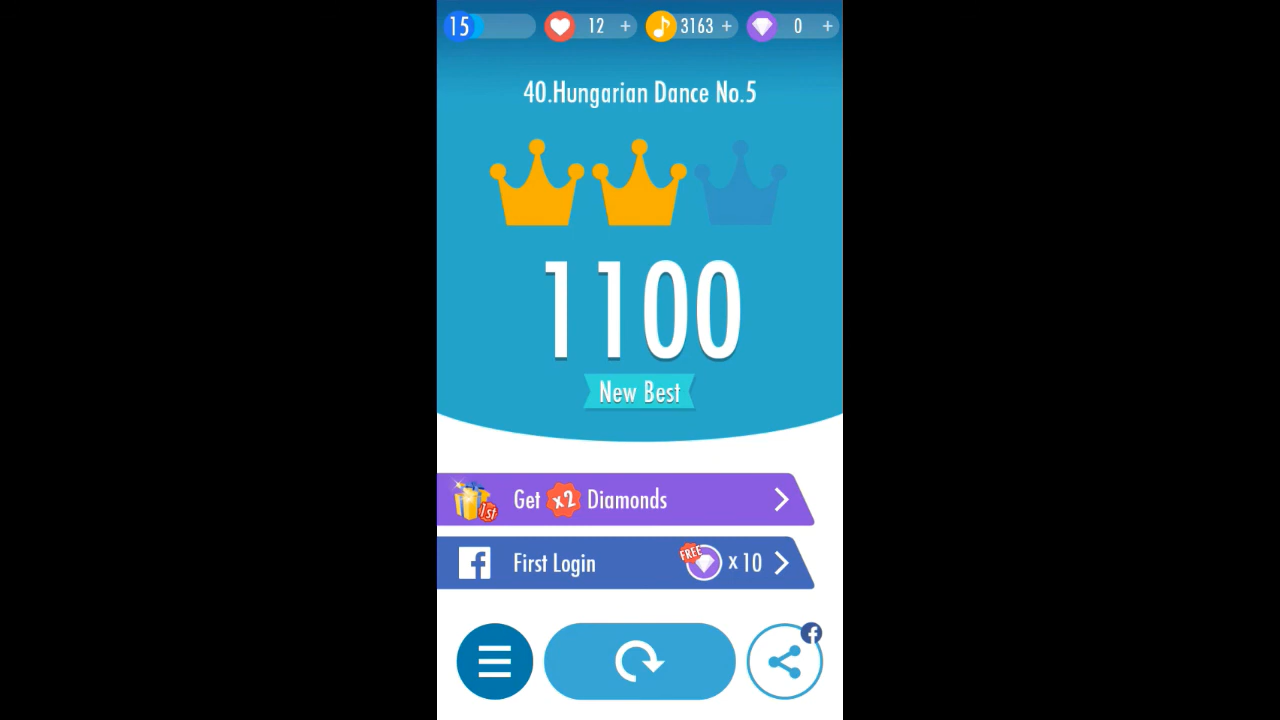 15 12 + 3163 + 0 +
40.Hungarian Dance No.5
1100
New Best
1st Get x2 Diamonds
f First Login FREE x 10
f